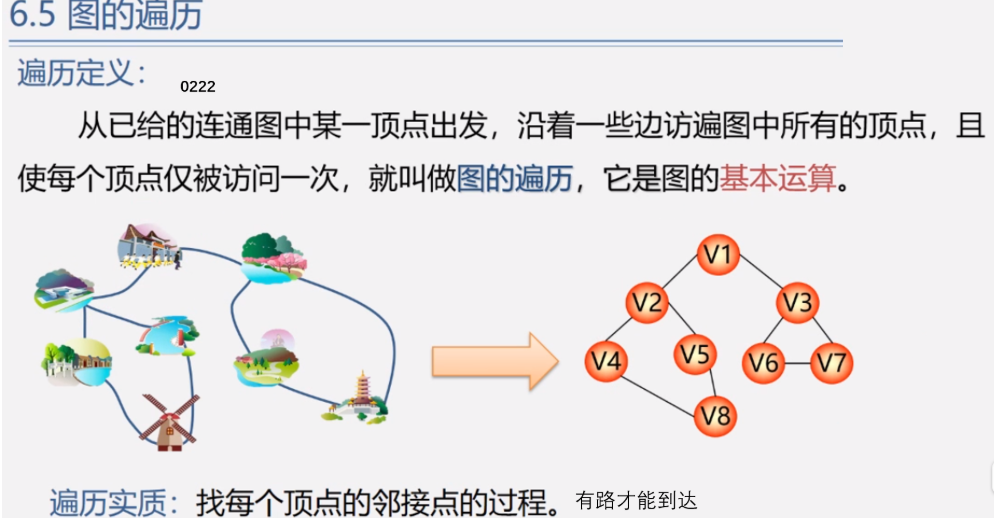 6.5 图的遍历
遍历定义：
0222
从已给的连通图中某一顶点出发，沿着一些边访遍图中所有的顶点，且
使每个顶点仅被访问一次，就叫做图的遍历，它是图的基本运算。
V1
V2
V3
V4
V5
V6
V7
V8
遍历实质：找每个顶点的邻接点的过程。
有路才能到达